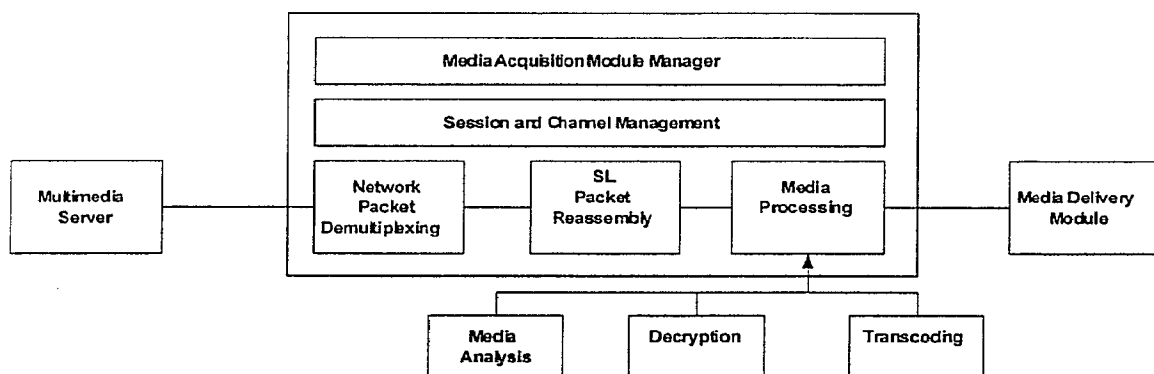 Media Acquisition Module Manager
Session and Channel Management
Multimedia
Server
Network
Packet
Demultiplexing
SL
Packet
Reassembly
Media
Processing
Media Delivery
Module
Media
Analysis
Decryption
Transcoding